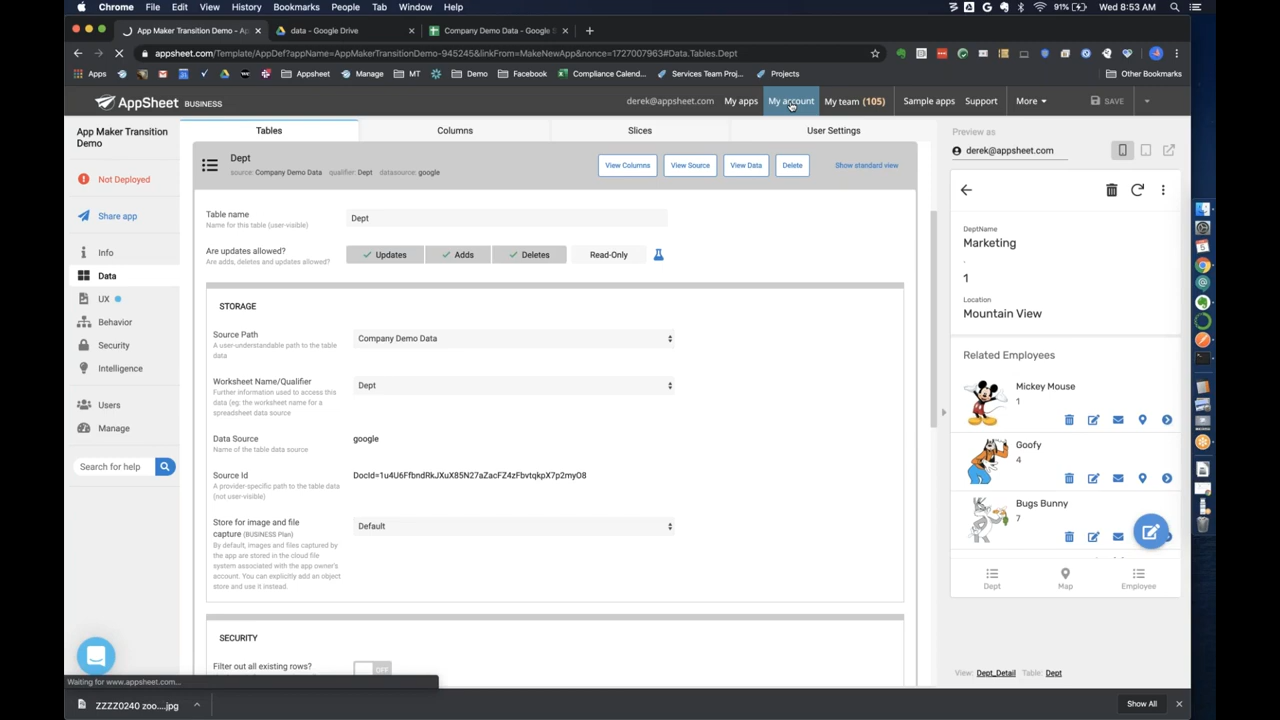 Chrome File Edit View History Bookmarks People Tab Window Help
91% Wed 8:53 AM
App Maker Transition Demo - Ap
data - Google Drive
Company Demo Data - Google S
appsheet.com/Template/AppDef?appName=AppMakerTransitionDemo-945245&linkFrom=MakeNewApp&nonce=1727007963#Data.Tables.Dept
Apps Appsheet Manage MT Demo Facebook Compliance Calend... Services Team Proj... Projects Other Bookmarks
AppSheet BUSINESS
derek@appsheet.com My apps My account My team (105) Sample apps Support More SAVE
App Maker Transition
Demo
Not Deployed
Share app
Info
Data
UX
Behavior
Security
Intelligence
Users
Manage
Search for help
Tables Columns Slices User Settings
Dept
source: Company Demo Data qualifier: Dept datasource: google
View Columns View Source View Data Delete Show standard view
Table name
Name for this table (user-visible)
Dept
Are updates allowed?
Are adds, deletes and updates allowed?
Updates Adds Deletes Read-Only
STORAGE
Source Path
A user-understandable path to the table
data
Company Demo Data
Worksheet Name/Qualifier
Further information used to access this
data (eg: the worksheet name for a
spreadsheet data source
Dept
Data Source
Name of the table data source
google
Source Id
A provider-specific path to the table data
(not user-visible)
DocId=1u4U6FfbndRkJXuX85N27aZacFZ4zFbvtqkpX7p2myO8
Store for image and file
capture (BUSINESS Plan)
By default, images and files captured by
the app are stored in the cloud file
system associated with the app owner's
account. You can explicitly add an object
store and use it instead.
Default
SECURITY
Filter out all existing rows?
OFF
Preview as
derek@appsheet.com
DeptName
Marketing
.
1
Location
Mountain View
Related Employees
Mickey Mouse
1
Goofy
4
Bugs Bunny
7
Dept Map Employee
View: Dept_Detail Table: Dept
Waiting for www.appsheet.com...
ZZZZ0240 zoo....jpg
Show All